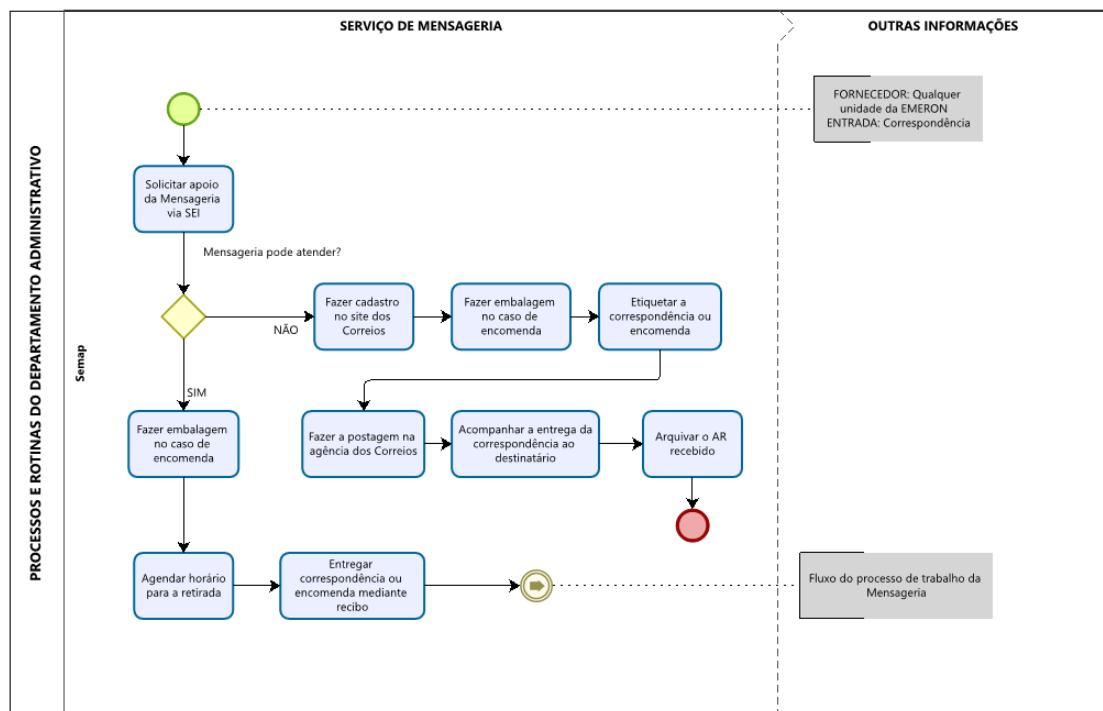 SERVIÇO DE MENSAGERIA
OUTRAS INFORMAÇÕES
PROCESSOS E ROTINAS DO DEPARTAMENTO ADMINISTRATIVO
Semap
FORNECEDOR: Qualquer
unidade da EMERON
ENTRADA: Correspondência
Solicitar apoio
da Mensageria
via SEI
Mensageria pode atender?
NÃO
Fazer cadastro
no site dos
Correios
Fazer embalagem
no caso de
encomenda
Etiquetar a
correspondência ou
encomenda
SIM
Fazer embalagem
no caso de
encomenda
Fazer a postagem na
agência dos Correios
Acompanhar a entrega da
correspondência ao
destinatário
Arquivar o AR
recebido
Agendar horário
para a retirada
Entregar
correspondência ou
encomenda mediante
recibo
Fluxo do processo de trabalho da
Mensageria